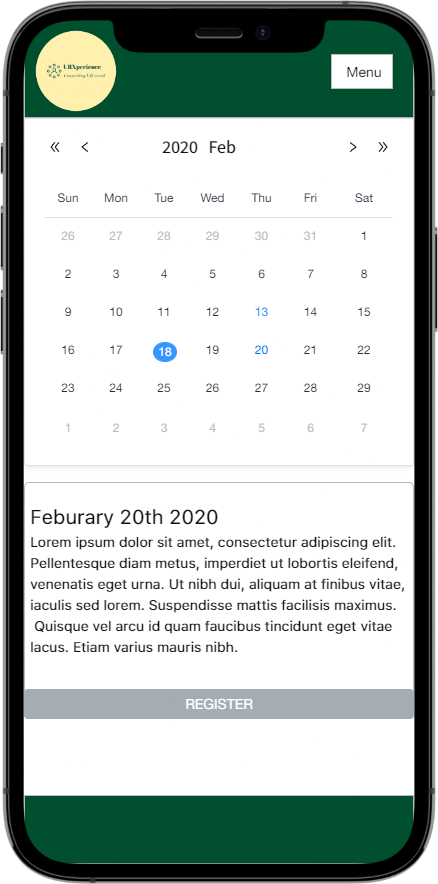 UBXperience
Connecting UB social
Menu
2020 Feb
Sun Mon Tue Wed Thu Fri Sat
26 27 28 29 30 31 1
2 3 4 5 6 7 8
9 10 11 12 13 14 15
16 17 18 19 20 21 22
23 24 25 26 27 28 29
1 2 3 4 5 6 7
Feburary 20th 2020
Lorem ipsum dolor sit amet, consectetur adipiscing elit.
Pellentesque diam metus, imperdiet ut lobortis eleifend,
venenatis eget urna. Ut nibh dui, aliquam at finibus vitae,
iaculis sed lorem. Suspendisse mattis facilisis maximus.
Quisque vel arcu id quam faucibus tincidunt eget vitae
lacus. Etiam varius mauris nibh.
REGISTER